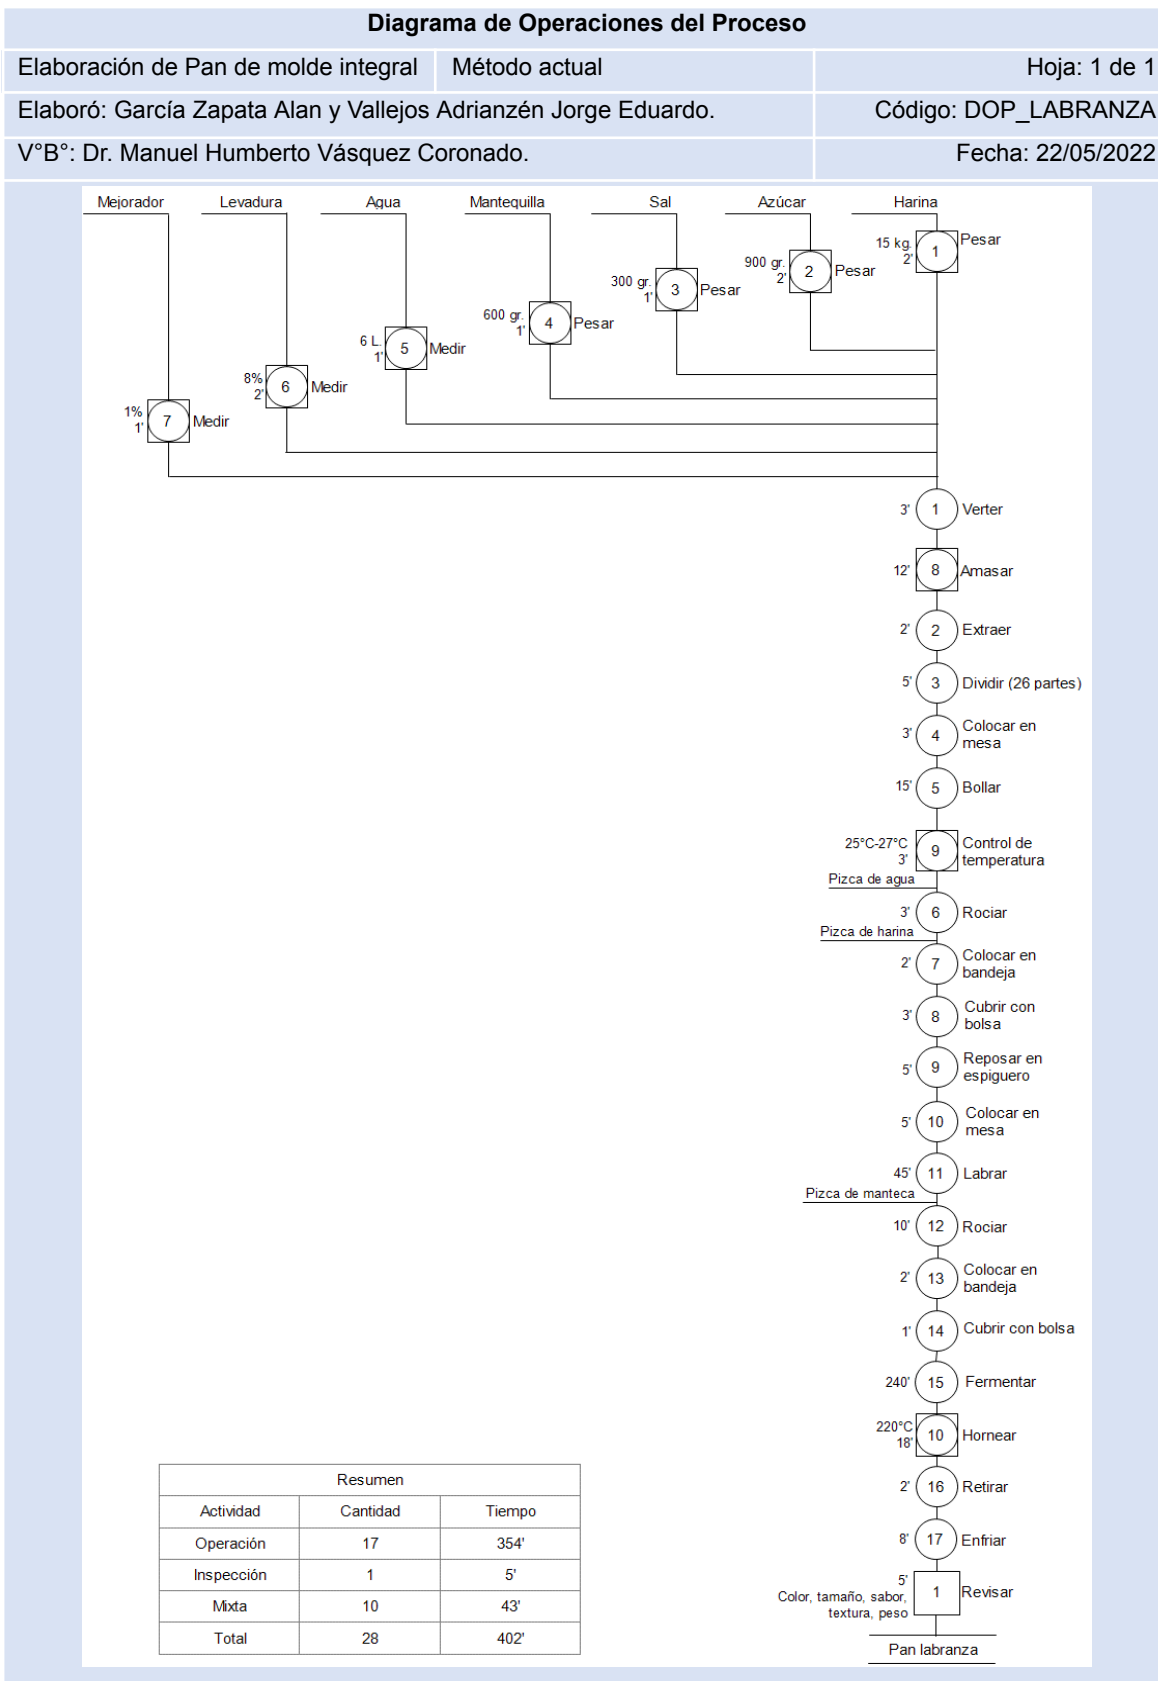 Diagrama de Operaciones del Proceso
Elaboración de Pan de molde integral Método actual Hoja: 1 de 1
Elaboró: García Zapata Alan y Vallejos Adrianzén Jorge Eduardo. Código: DOP_LABRANZA
V°B°: Dr. Manuel Humberto Vásquez Coronado. Fecha: 22/05/2022
Mejorador Levadura Agua Mantequilla Sal Azúcar Harina
15 kg.
2' 1 Pesar
900 gr.
2' 2 Pesar
300 gr.
1' 3 Pesar
600 gr.
1' 4 Pesar
6 L.
1' 5 Medir
8%
2' 6 Medir
1%
1' 7 Medir
3' 1 Verter
12' 8 Amasar
2' 2 Extraer
5' 3 Dividir (26 partes)
3' 4 Colocar en
mesa
15' 5 Bollar
25°C-27°C
3' 9 Control de
temperatura
Pizca de agua
3' 6 Rociar
Pizca de harina
2' 7 Colocar en
bandeja
3' 8 Cubrir con
bolsa
5' 9 Reposar en
espiguero
5' 10 Colocar en
mesa
45' 11 Labrar
Pizca de manteca
10' 12 Rociar
2' 13 Colocar en
bandeja
1' 14 Cubrir con bolsa
240' 15 Fermentar
220°C
18' 10 Hornear
2' 16 Retirar
8' 17 Enfriar
5'
Color, tamaño, sabor,
textura, peso
1 Revisar
Pan labranza
Resumen
Actividad Cantidad Tiempo
Operación 17 354'
Inspección 1 5'
Mixta 10 43'
Total 28 402'